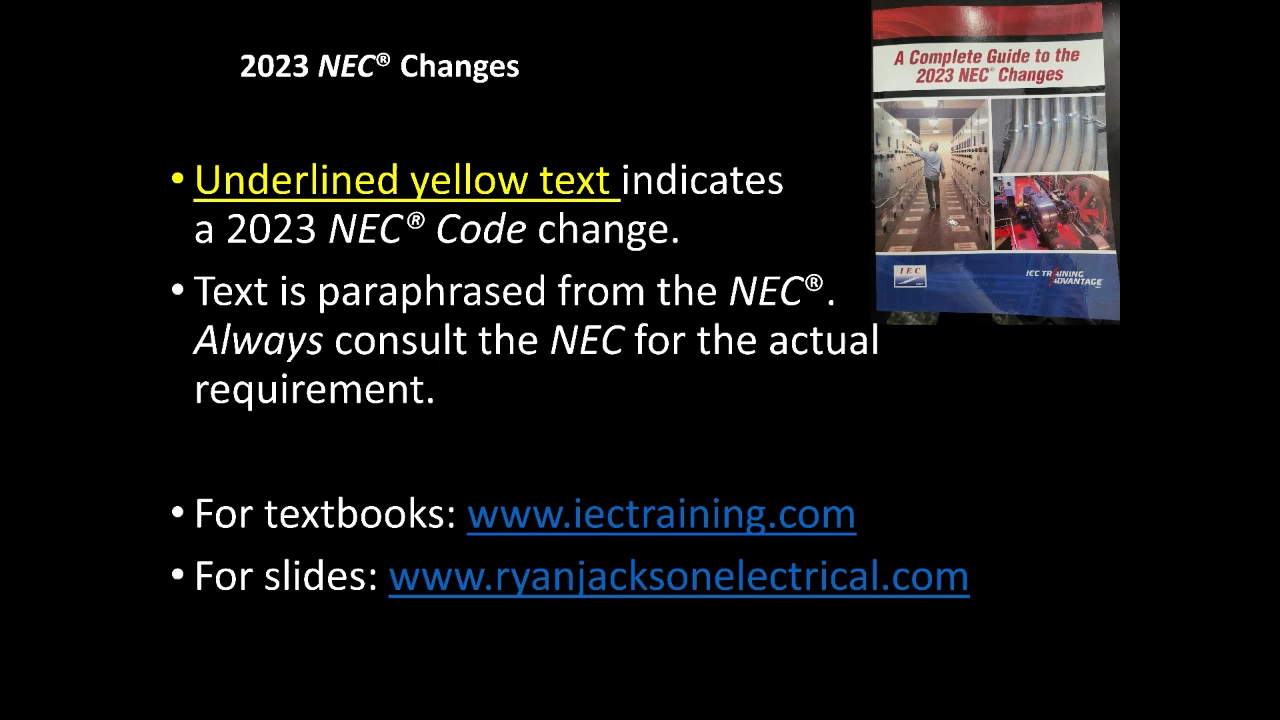 2023 NEC® Changes
A Complete Guide to the
2023 NEC® Changes
• Underlined yellow text indicates
a 2023 NEC® Code change.
• Text is paraphrased from the NEC®.
Always consult the NEC for the actual
requirement.
IEC
IEC TRAINING
ADVANTAGE
• For textbooks: www.iectraining.com
• For slides: www.ryanjacksonelectrical.com